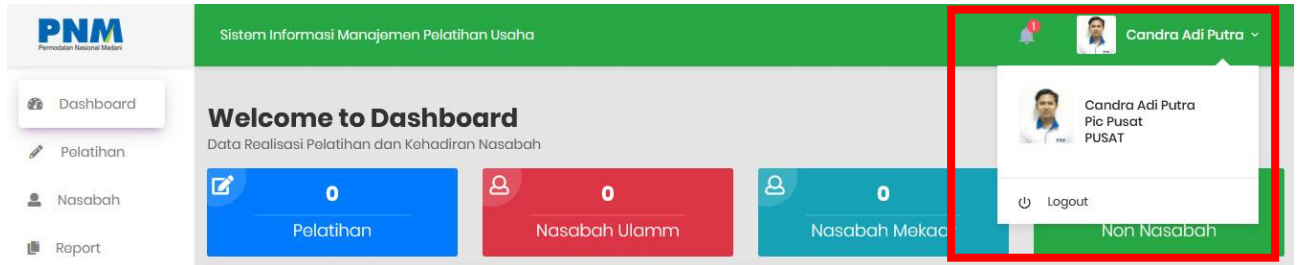 PNM
Permodalan Nasional Madani
Sistem Informasi Manajemen Pelatihan Usaha
1
Candra Adi Putra
Dashboard
Pelatihan
Nasabah
Report
Welcome to Dashboard
Data Realisasi Pelatihan dan Kehadiran Nasabah
0
Pelatihan
0
Nasabah Ulamm
0
Nasabah Mekaar
Non Nasabah
Candra Adi Putra
Pic Pusat
PUSAT
Logout